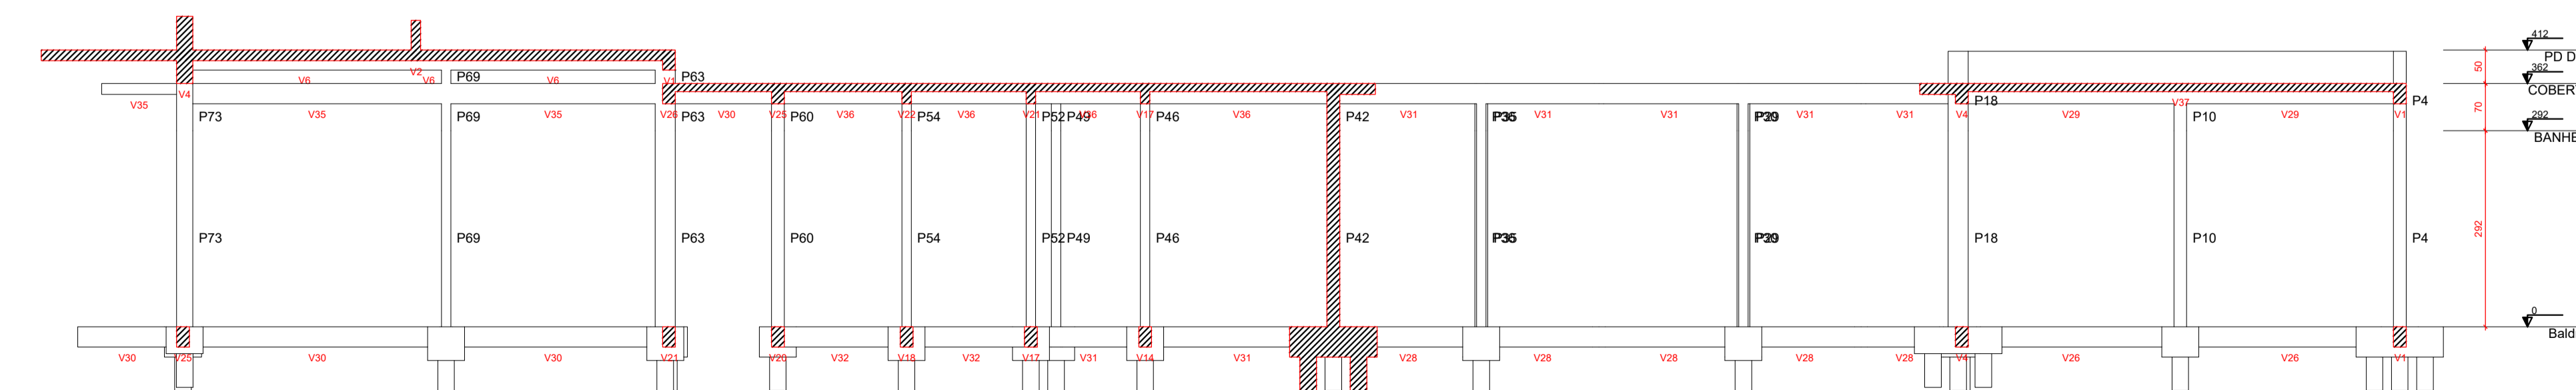 412
PD D
50
362
COBER
V2
V6 V6 P69 V6 V1 P63
V35 V4
70
P18 V37 P4
P73 V35 P69 V35 V26 P63 V30 V25 P60 V36 V22 P54 V36 V21 P52 P49 V17 P46 V36 P42 V31 V31 V31 V31 V31 V4 V29 P10 V29 V1
292
BANHE
P73 P69 P63 P60 P54 P52 P49 P46 P42 P18 P10 P4
292
0
Bald
V30 V25 V30 V30 V21 V20 V32 V18 V32 V17 V31 V14 V31 V28 V28 V28 V28 V28 V4 V26 V26 V1